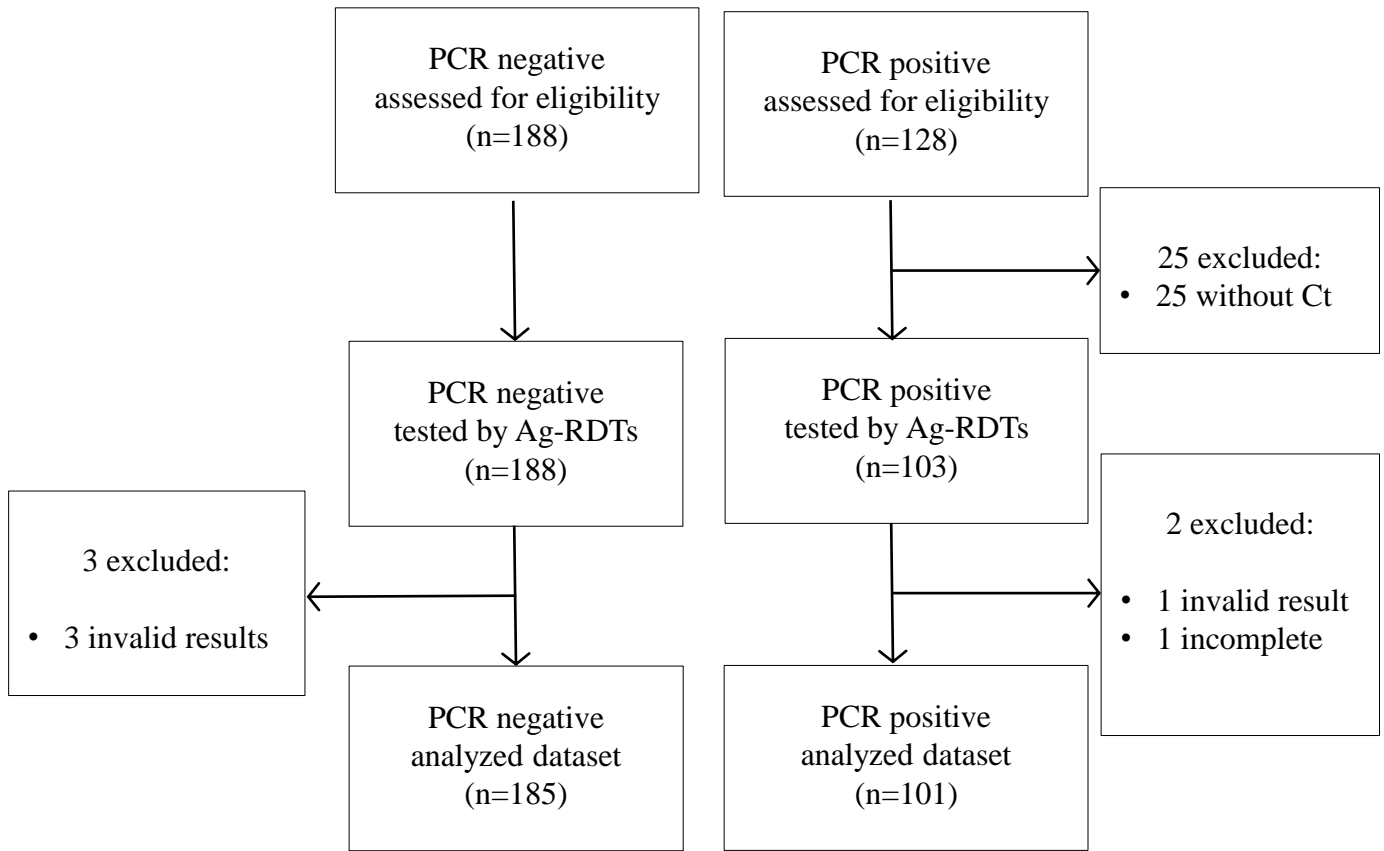 PCR negative
assessed for eligibility
(n=188)
PCR positive
assessed for eligibility
(n=128)
25 excluded:
• 25 without Ct
PCR negative
tested by Ag-RDTs
(n=188)
PCR positive
tested by Ag-RDTs
(n=103)
3 excluded:
• 3 invalid results
2 excluded:
• 1 invalid result
• 1 incomplete
PCR negative
analyzed dataset
(n=185)
PCR positive
analyzed dataset
(n=101)